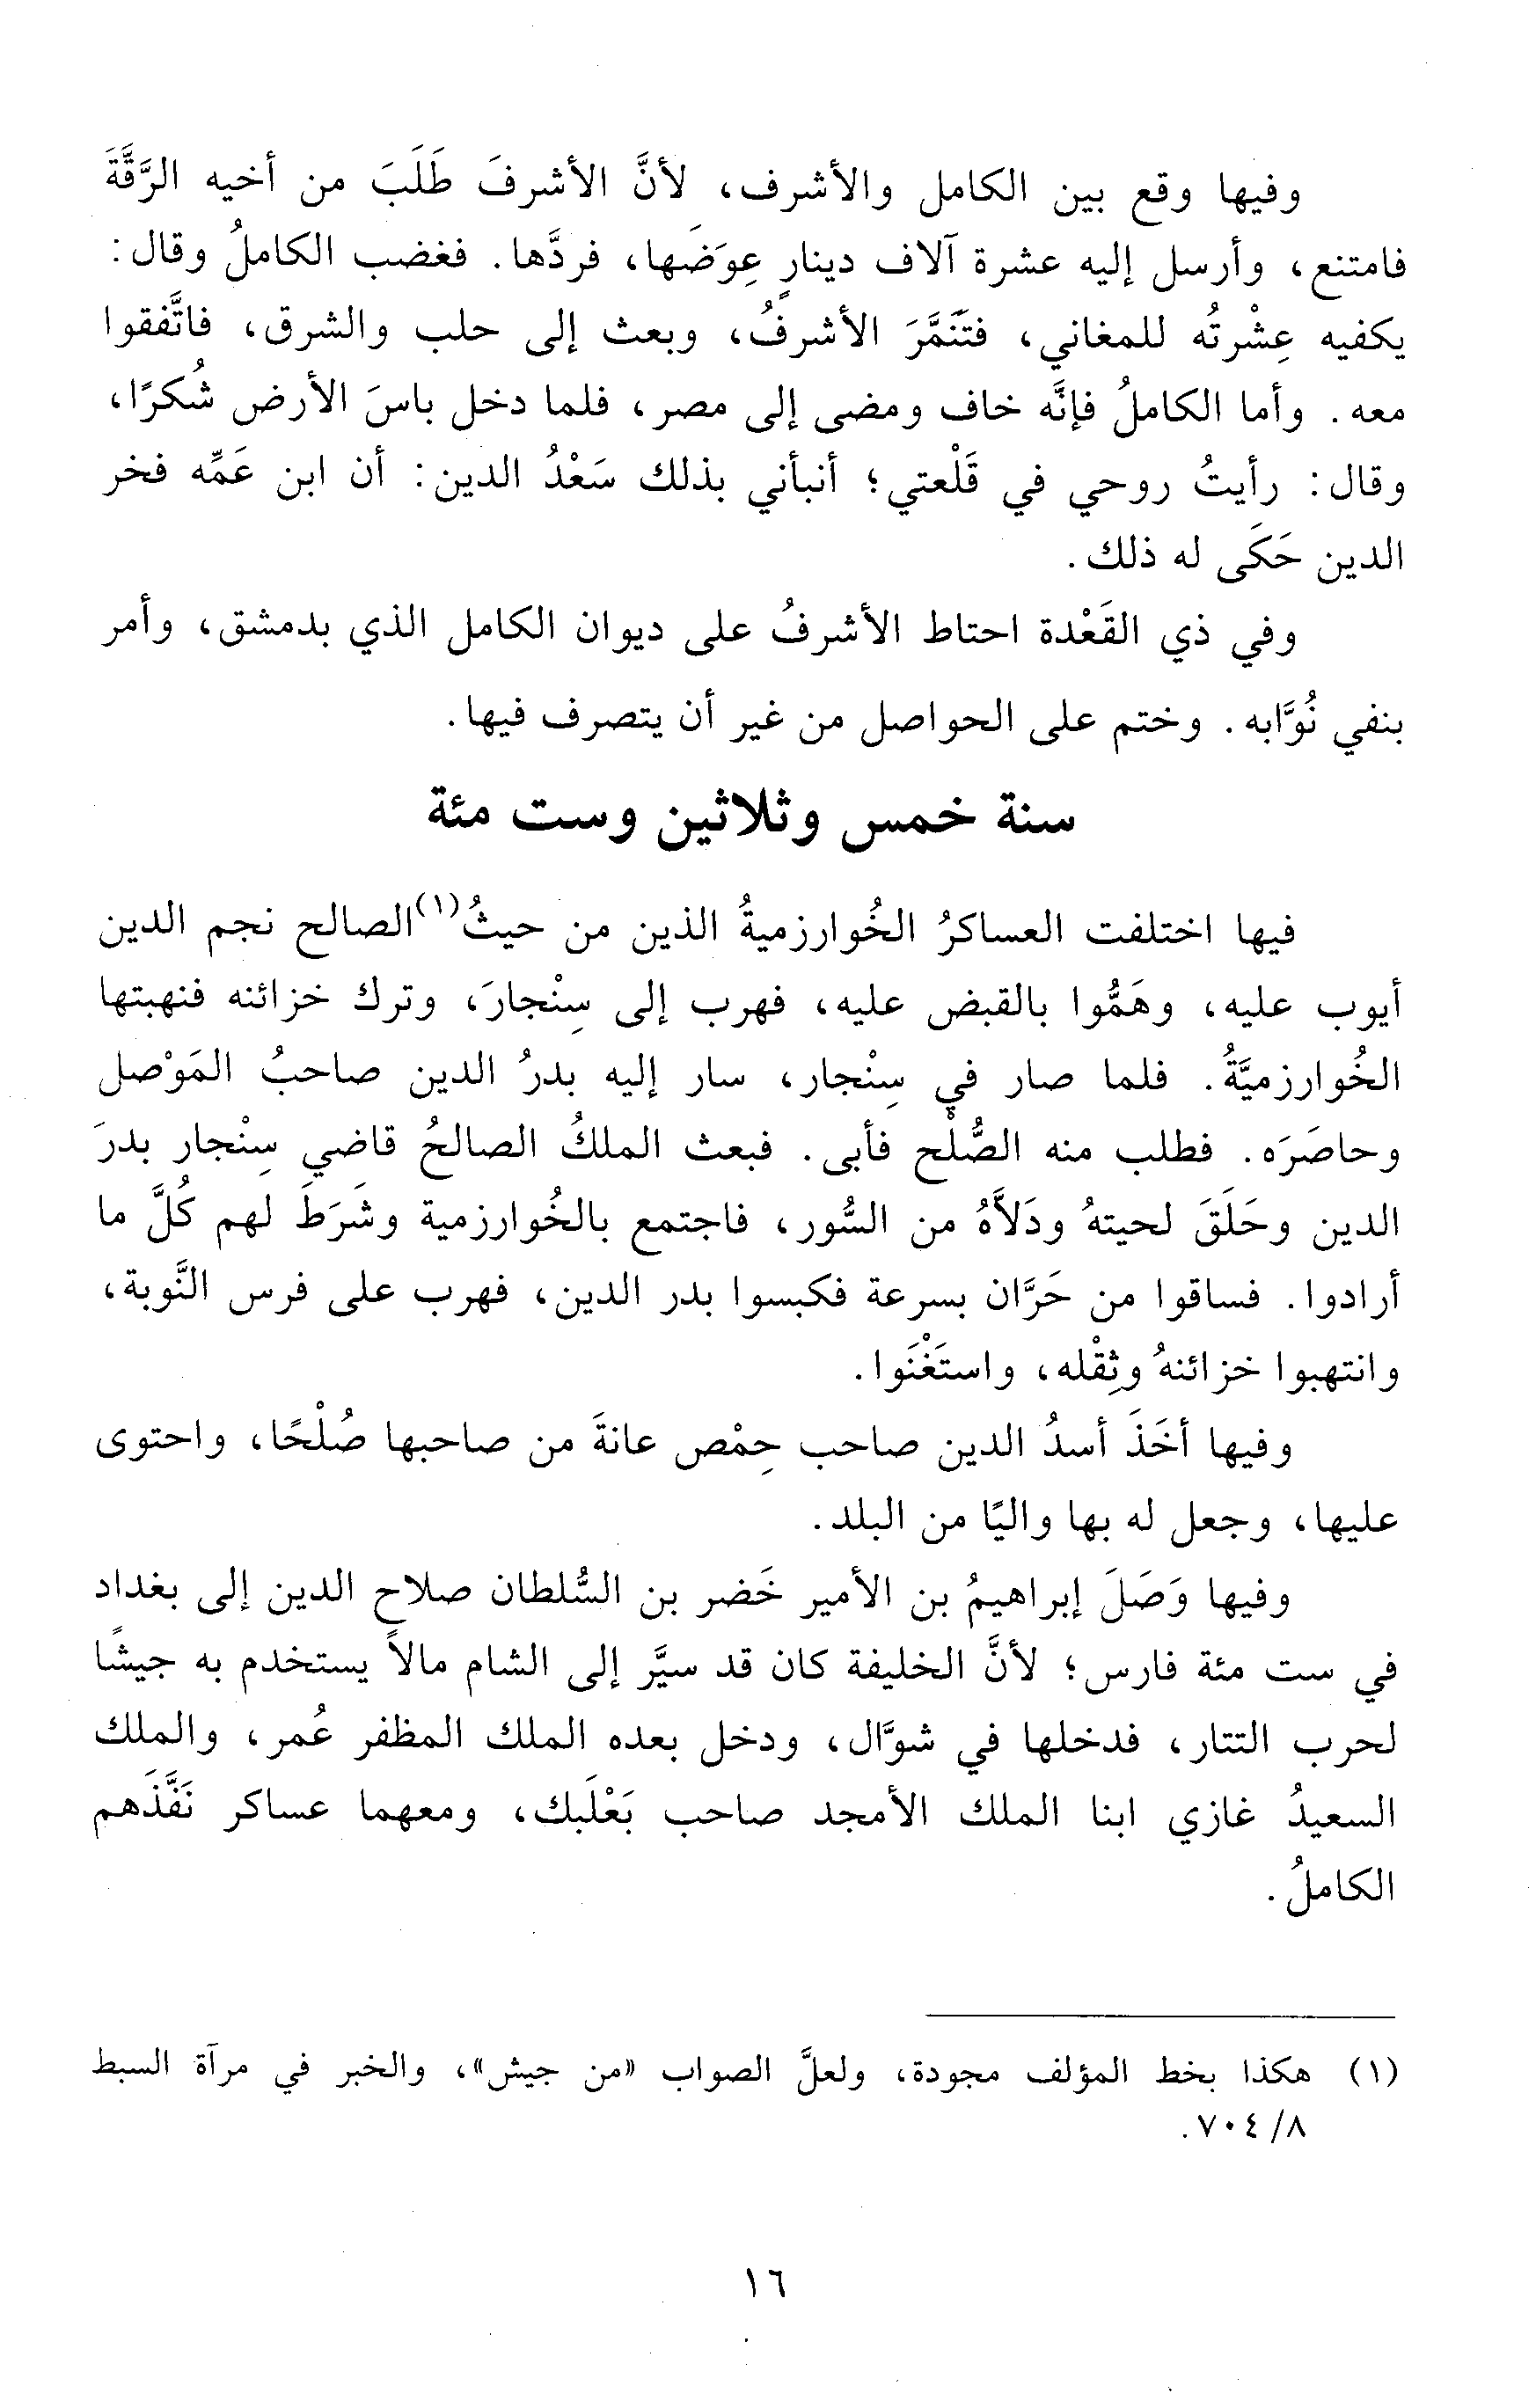 وفيها وقع بين الكامل والأشرف، لأنَّ الأشرفَ طَلَبَ من أخيه الرَّقَّةَ
فامتنع، وأرسل إليه عشرة آلاف دينارٍ عِوَضَها، فردَّها. فغضب الكاملُ وقال:
يكفيه عِشْرتُه للمغاني، فتَنَمَّرَ الأشرفُ، وبعث إلى حلب والشرق، فاتَّفقوا
معه. وأما الكاملُ فإنَّه خاف ومضى إلى مصر، فلما دخل باسَ الأرض شُكرًا،
وقال: رأيتُ روحي في قَلْعتي؛ أنبأني بذلك سَعْدُ الدين: أن ابن عَمِّه فخر
الدين حَكَى له ذلك.
وفي ذي القَعْدة احتاط الأشرفُ على ديوان الكامل الذي بدمشق، وأمر
بنفي نُوَّابه. وختم على الحواصل من غير أن يتصرف فيها.
سنة خمس وثلاثين وست مئة
فيها اختلفت العساكرُ الخُوارزميةُ الذين من حيثُ(١) الصالح نجم الدين
أيوب عليه، وهَمُّوا بالقبض عليه، فهرب إلى سِنْجارَ، وترك خزائنه فنهبتها
الخُوارزميَّةُ. فلما صار في سِنْجار، سار إليه بدرُ الدين صاحبُ المَوْصل
وحاصَرَه. فطلب منه الصُّلْح فأبى. فبعث الملكُ الصالحُ قاضي سِنْجار بدرَ
الدين وحَلَقَ لحيتهُ ودَلاَّهُ من السُّور، فاجتمع بالخُوارزمية وشَرَطَ لهم كُلَّ ما
أرادوا. فساقوا من حَرَّان بسرعة فكبسوا بدر الدين، فهرب على فرس النَّوبة،
وانتهبوا خزائنهُ وثِقْله، واستَغْنَوا.
وفيها أخَذَ أسدُ الدين صاحب حِمْص عانةَ من صاحبها صُلْحًا، واحتوى
عليها، وجعل له بها واليًا من البلد.
وفيها وَصَلَ إبراهيمُ بن الأمير خَضر بن السُّلطان صلاح الدين إلى بغداد
في ست مئة فارس؛ لأنَّ الخليفة كان قد سيَّر إلى الشام مالاً يستخدم به جيشًا
لحرب التتار، فدخلها في شوَّال، ودخل بعده الملك المظفر عُمر، والملك
السعيدُ غازي ابنا الملك الأمجد صاحب بَعْلَبك، ومعهما عساكر نَفَّذَهم
الكاملُ.
(١) هكذا بخط المؤلف مجودة، ولعلَّ الصواب «من جيش»، والخبر في مرآة السبط
٨/ ٧٠٤.
١٦